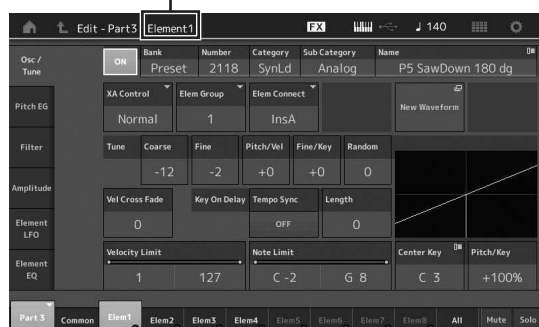 Edit - Part3 Element1 FX ♩ 140
Osc / Tune
Pitch EG
Filter
Amplitude
Element LFO
Element EQ
ON
Bank Number Category Sub Category Name
Preset 2118 SynLd Analog P5 SawDown 180 dg
XA Control Elem Group Elem Connect
Normal 1 InsA New Waveform
Tune Coarse Fine Pitch/Vel Fine/Key Random
-12 -2 +0 +0 0
Vel Cross Fade Key On Delay Tempo Sync Length
0 OFF 0
Velocity Limit Note Limit Center Key Pitch/Key
1 127 C -2 G 8 C 3 +100%
Part 3 Common Elem1 Elem2 Elem3 Elem4 Elem5 Elem6 Elem7 Elem8 All Mute Solo